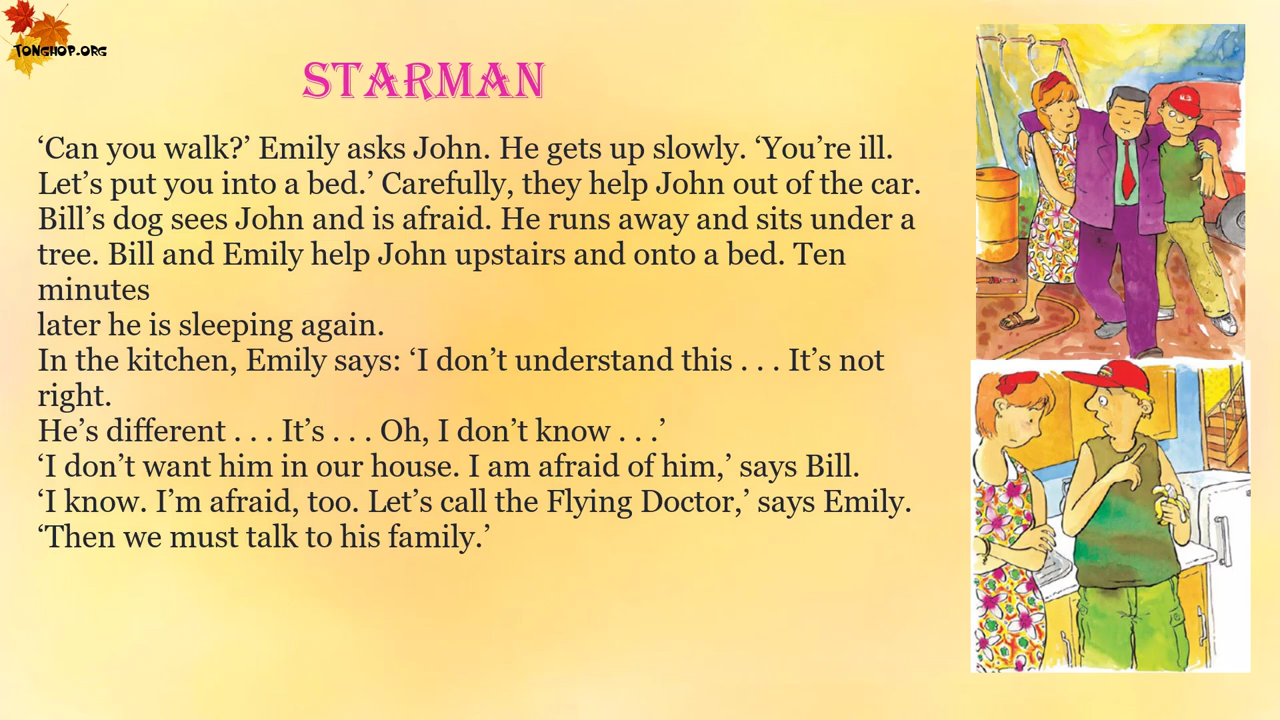 TONGHOP.ORG
STARMAN
‘Can you walk?’ Emily asks John. He gets up slowly. ‘You’re ill.
Let’s put you into a bed.’ Carefully, they help John out of the car.
Bill’s dog sees John and is afraid. He runs away and sits under a
tree. Bill and Emily help John upstairs and onto a bed. Ten
minutes
later he is sleeping again.
In the kitchen, Emily says: ‘I don’t understand this . . . It’s not
right.
He’s different . . . It’s . . . Oh, I don’t know . . .’
‘I don’t want him in our house. I am afraid of him,’ says Bill.
‘I know. I’m afraid, too. Let’s call the Flying Doctor,’ says Emily.
‘Then we must talk to his family.’